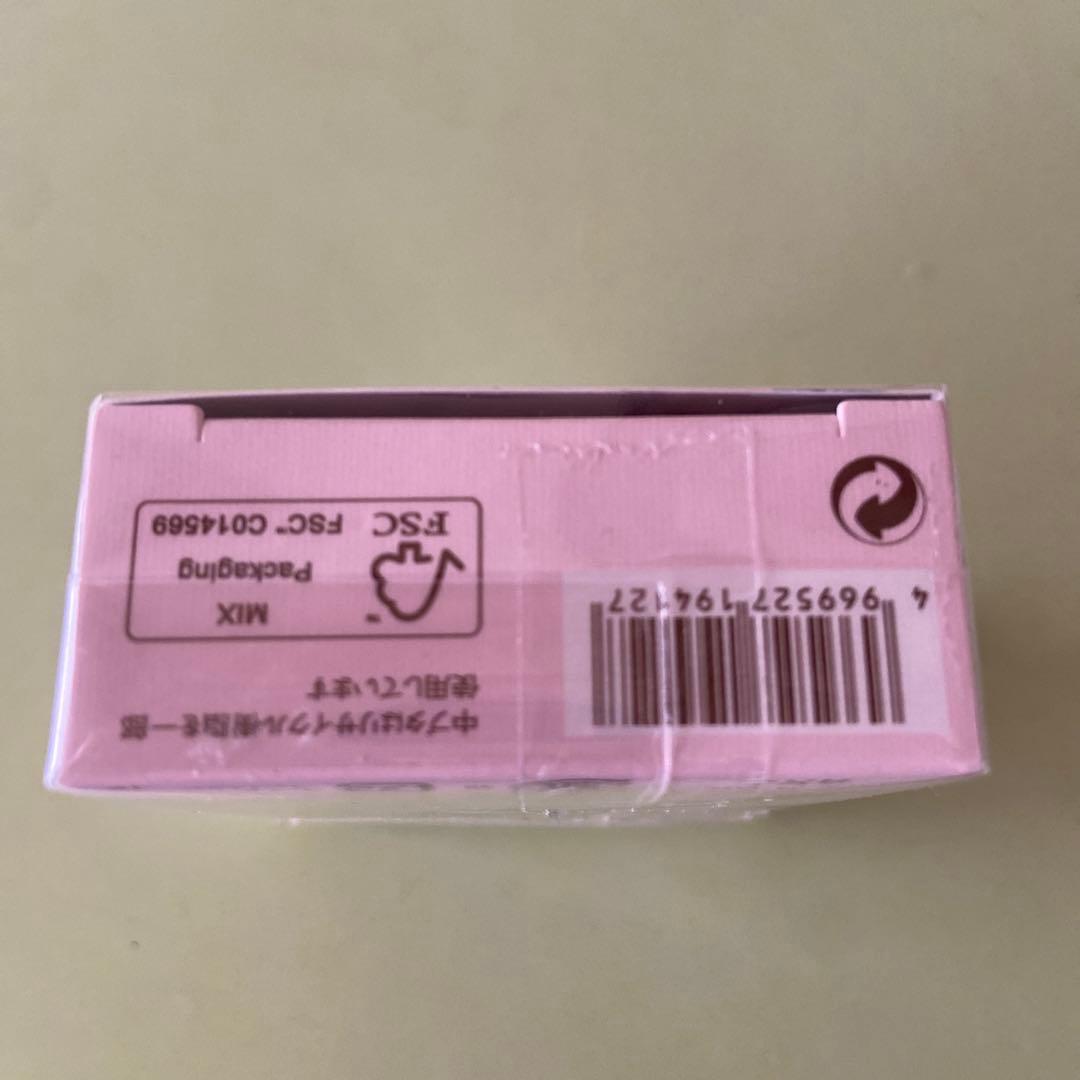 中フタはリサイクル樹脂を一部
使用しています
MIX
Packaging
FSC
FSC™ C014569
4 969527 194127